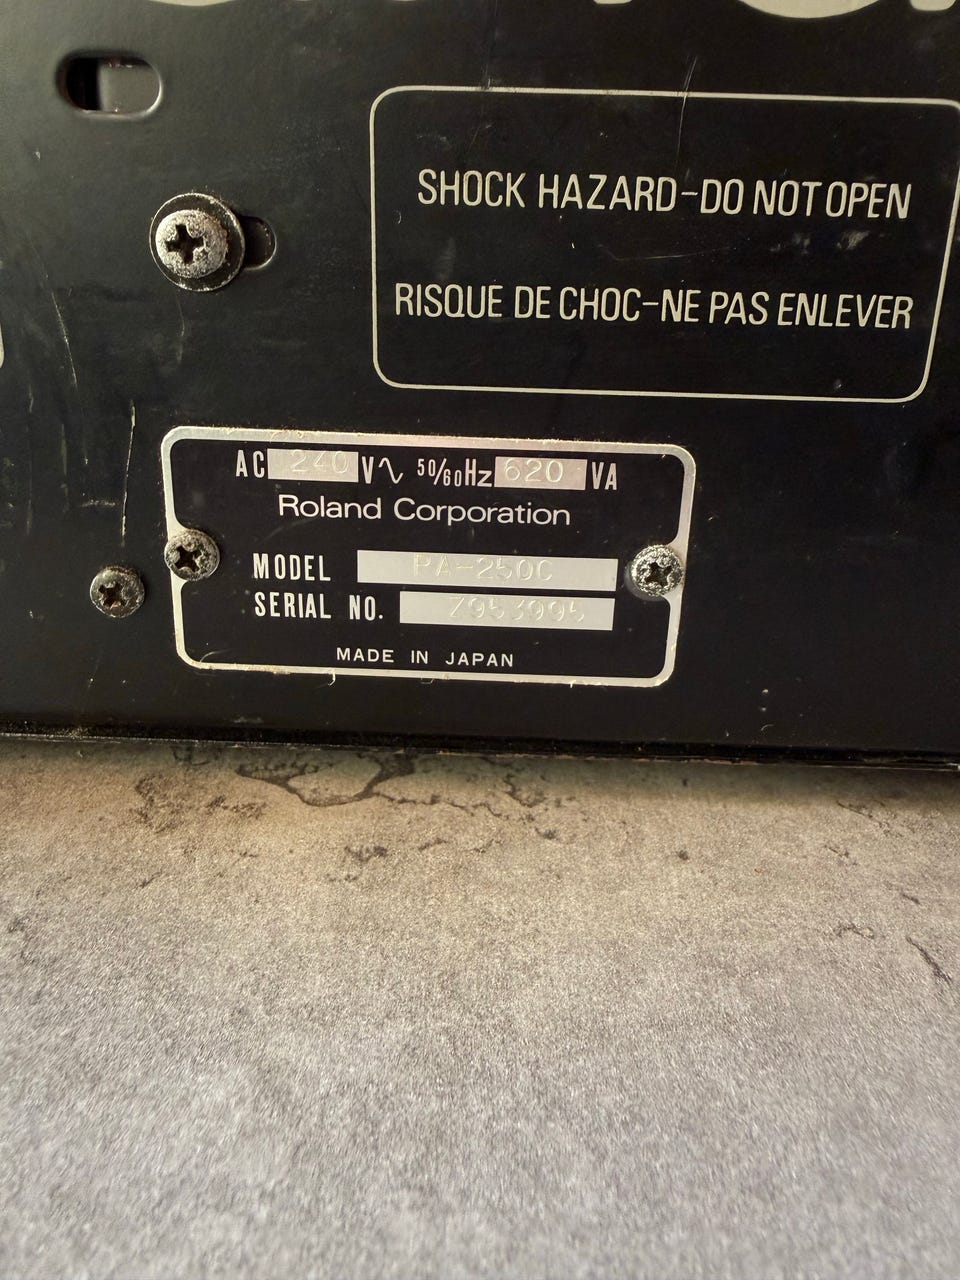 SHOCK HAZARD-DO NOT OPEN
RISQUE DE CHOC-NE PAS ENLEVER
AC 240 V∿ 50/60Hz 620 VA
Roland Corporation
MODEL PA-250C
SERIAL NO. Z953995
MADE IN JAPAN